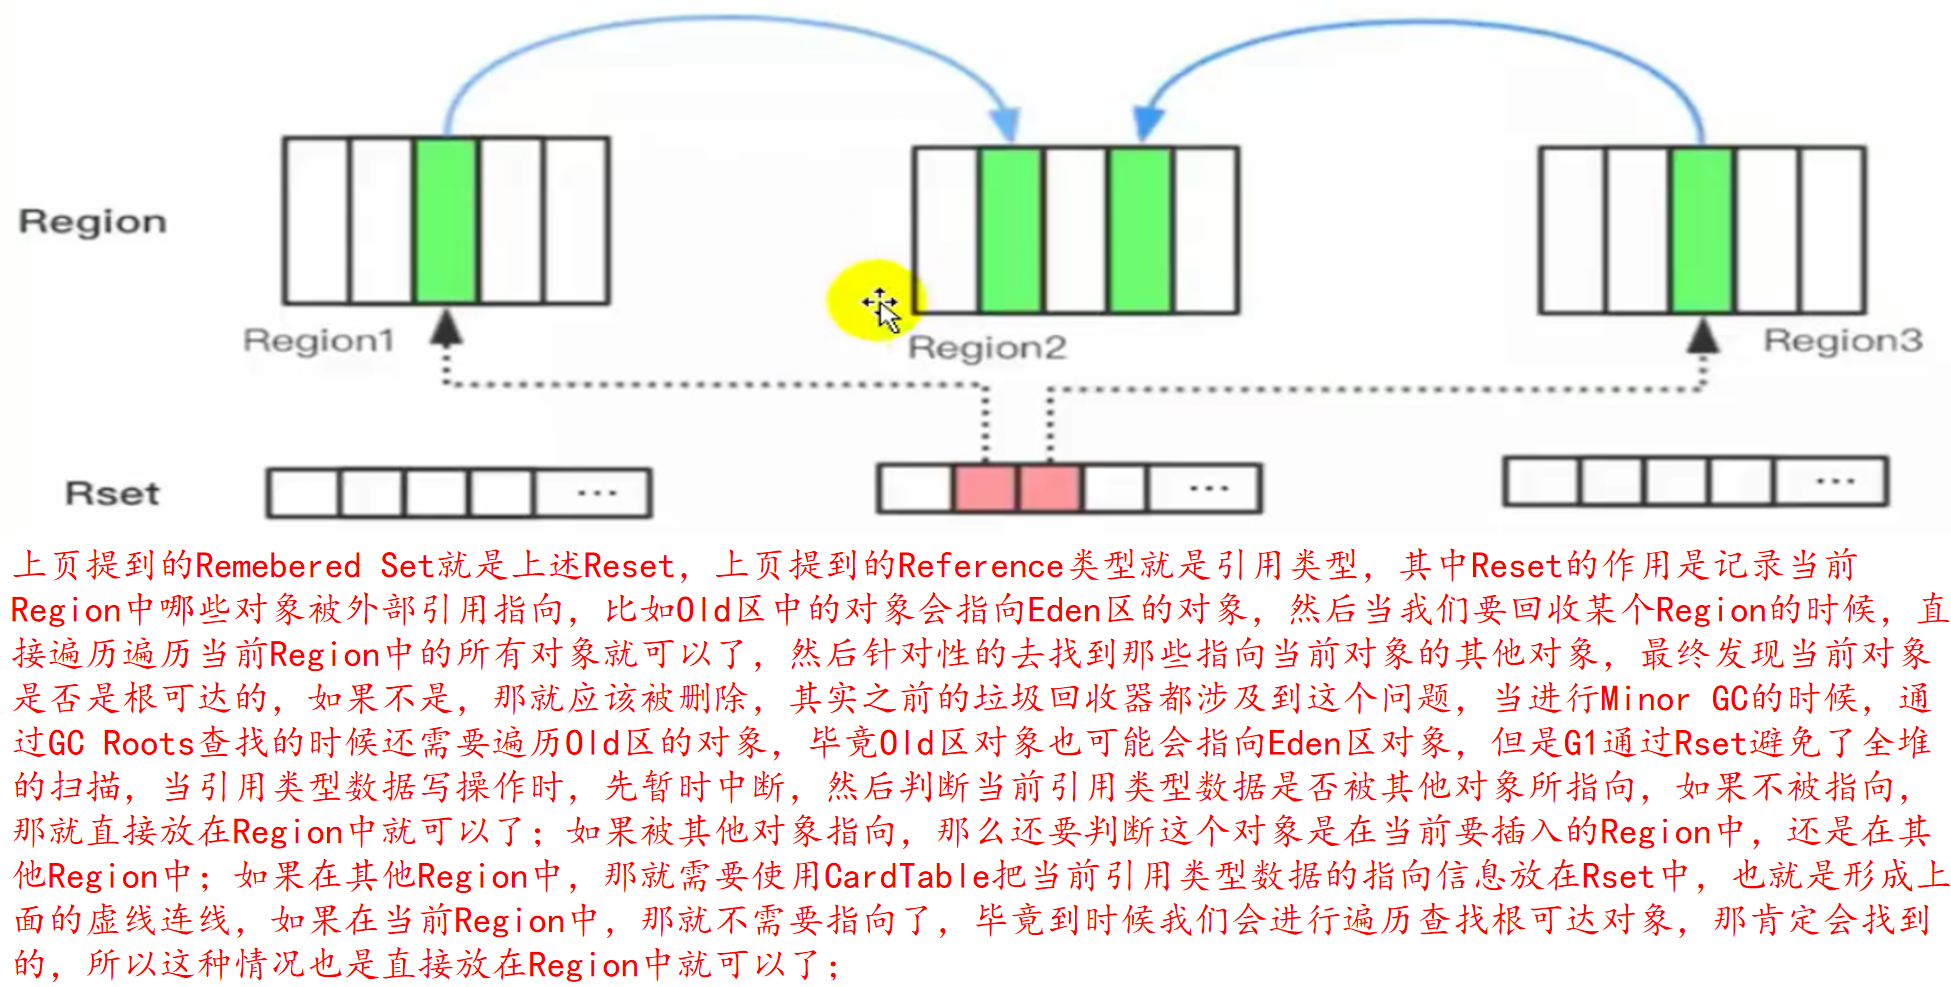 Region
Region1
Region2
Region3
Rset
...
...
...
上页提到的Remebered Set就是上述Reset，上页提到的Reference类型就是引用类型，其中Reset的作用是记录当前
Region中哪些对象被外部引用指向，比如Old区中的对象会指向Eden区的对象，然后当我们要回收某个Region的时候，直
接遍历遍历当前Region中的所有对象就可以了，然后针对性的去找到那些指向当前对象的其他对象，最终发现当前对象
是否是根可达的，如果不是，那就应该被删除，其实之前的垃圾回收器都涉及到这个问题，当进行Minor GC的时候，通
过GC Roots查找的时候还需要遍历Old区的对象，毕竟Old区对象也可能会指向Eden区对象，但是G1通过Rset避免了全堆
的扫描，当引用类型数据写操作时，先暂时中断，然后判断当前引用类型数据是否被其他对象所指向，如果不被指向，
那就直接放在Region中就可以了；如果被其他对象指向，那么还要判断这个对象是在当前要插入的Region中，还是在其
他Region中；如果在其他Region中，那就需要使用CardTable把当前引用类型数据的指向信息放在Rset中，也就是形成上
面的虚线连线，如果在当前Region中，那就不需要指向了，毕竟到时候我们会进行遍历查找根可达对象，那肯定会找到
的，所以这种情况也是直接放在Region中就可以了；